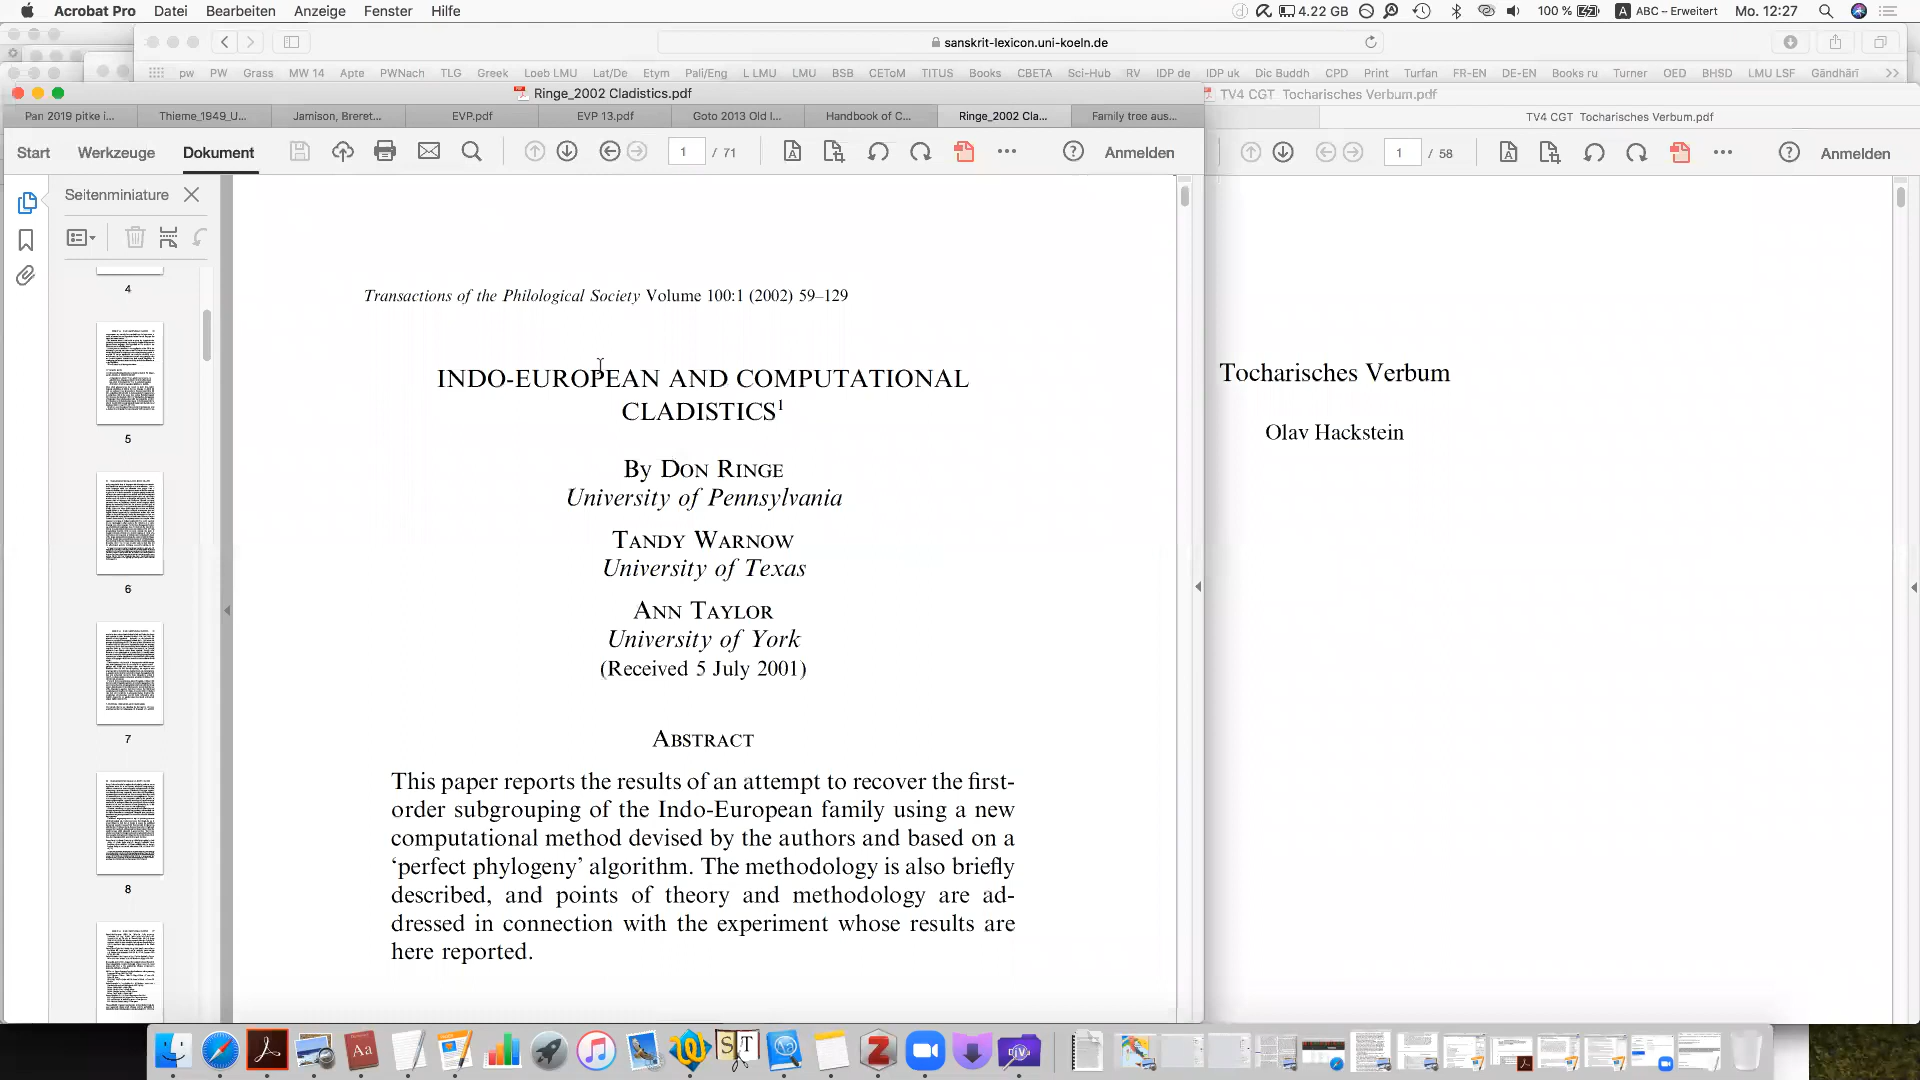 Acrobat Pro Datei Bearbeiten Anzeige Fenster Hilfe
4.22 GB 100 % A ABC – Erweitert Mo. 12:27
sanskrit-lexicon.uni-koeln.de
pw PW Grass MW 14 Apte PWNach TLG Greek Loeb LMU Lat/De Etym Pali/Eng L LMU LMU BSB CEToM TITUS Books CBETA Sci-Hub RV IDP de IDP uk Dic Buddh CPD Print Turfan FR-EN DE-EN Books ru Turner OED BHSD LMU LSF Gāndhārī
Ringe_2002 Cladistics.pdf
TV4 CGT Tocharisches Verbum.pdf
Pan 2019 pitke i... Thieme_1949_U... Jamison, Breret... EVP.pdf EVP 13.pdf Goto 2013 Old I... Handbook of C... Ringe_2002 Cla... Family tree aus...
TV4 CGT Tocharisches Verbum.pdf
Start Werkzeuge Dokument 1 / 71 Anmelden
1 / 58 Anmelden
Seitenminiature
4
5
6
7
8
Transactions of the Philological Society Volume 100:1 (2002) 59–129
INDO-EUROPEAN AND COMPUTATIONAL
CLADISTICS¹
By Don Ringe
University of Pennsylvania
Tandy Warnow
University of Texas
Ann Taylor
University of York
(Received 5 July 2001)
Abstract
This paper reports the results of an attempt to recover the first-
order subgrouping of the Indo-European family using a new
computational method devised by the authors and based on a
‘perfect phylogeny’ algorithm. The methodology is also briefly
described, and points of theory and methodology are ad-
dressed in connection with the experiment whose results are
here reported.
Tocharisches Verbum
Olav Hackstein